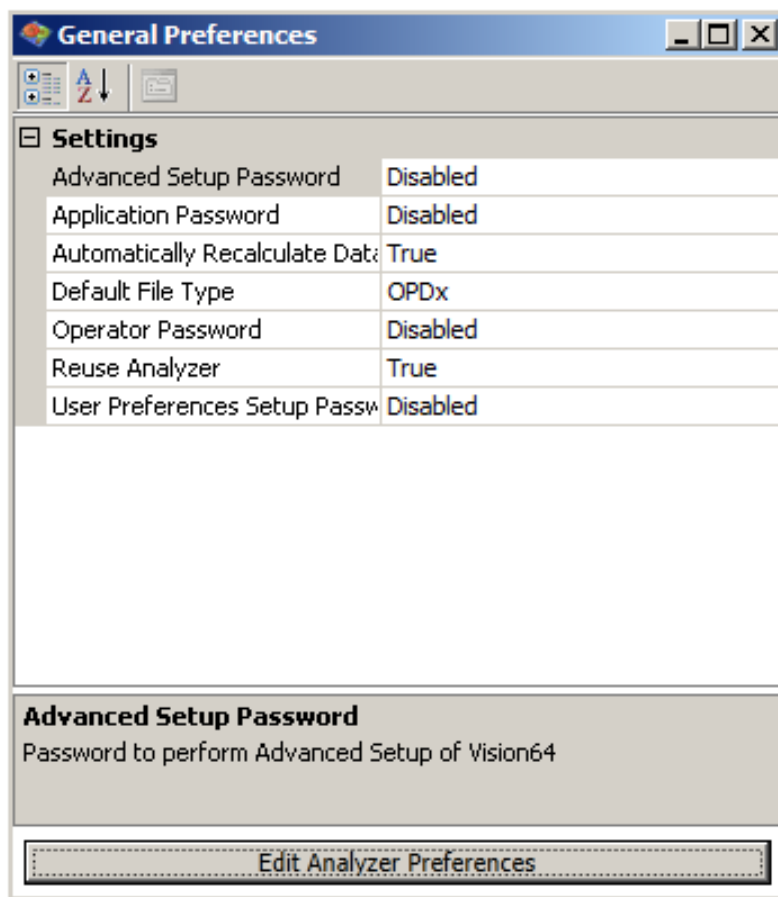 General Preferences
A
Z
Settings
Advanced Setup Password Disabled
Application Password Disabled
Automatically Recalculate Data True
Default File Type OPDx
Operator Password Disabled
Reuse Analyzer True
User Preferences Setup Passw Disabled
Advanced Setup Password
Password to perform Advanced Setup of Vision64
Edit Analyzer Preferences